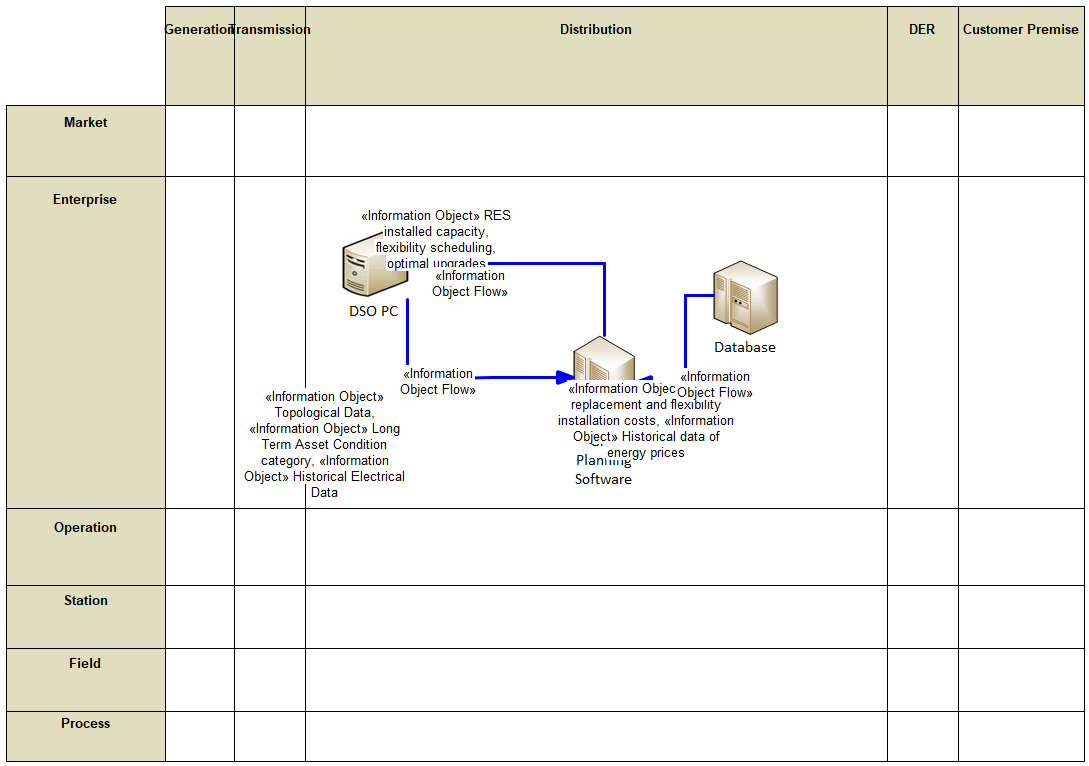 Generation
Transmission
Distribution
DER
Customer Premise
Market
Enterprise
«Information Object» RES
installed capacity,
flexibility scheduling,
optimal upgrades
«Information
Object Flow»
DSO PC
Database
«Information
Object Flow»
«Information
Object Flow»
«Information Objec
replacement and flexibility
installation costs, «Information
Object» Historical data of
energy prices
Planning
Software
«Information Object»
Topological Data,
«Information Object» Long
Term Asset Condition
category, «Information
Object» Historical Electrical
Data
Operation
Station
Field
Process